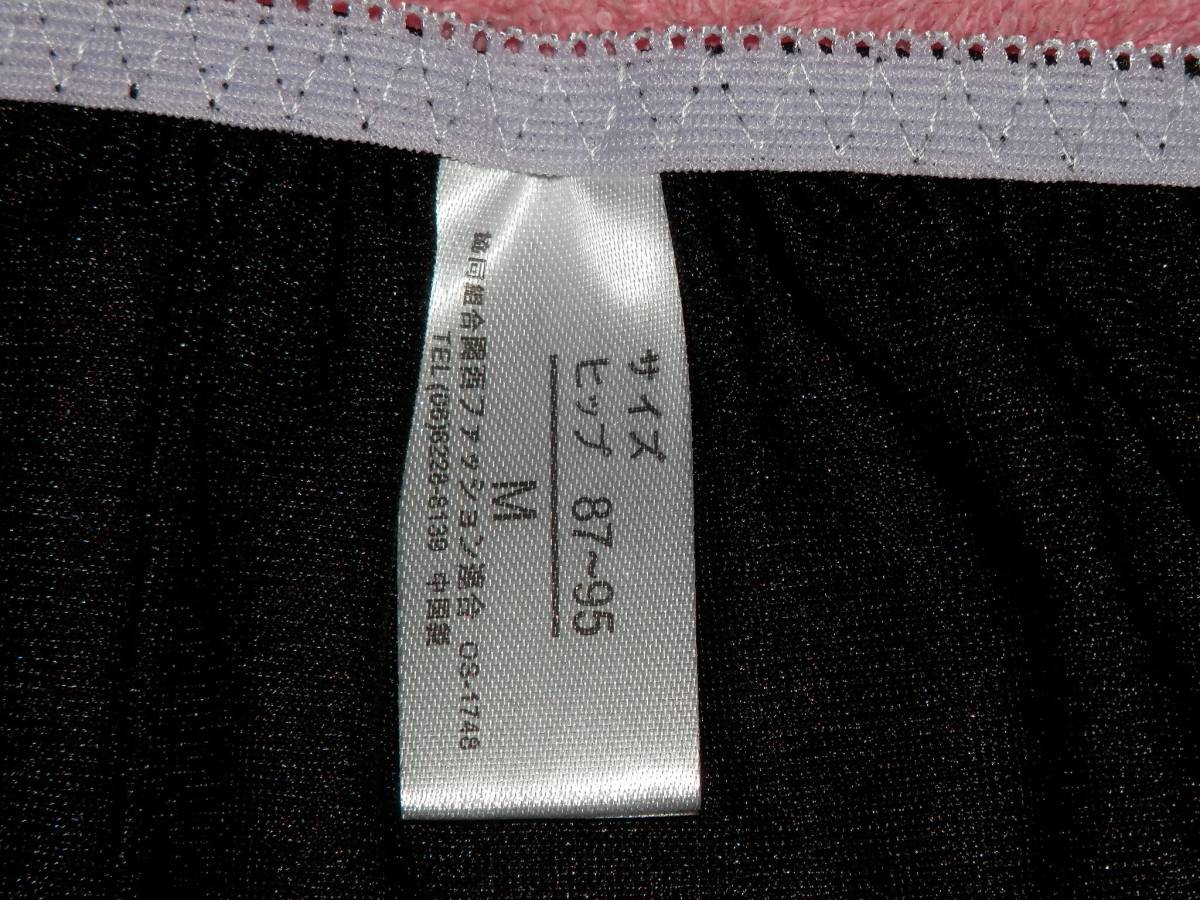 サイズ
ヒップ 87~95
M
協同組合関西ファッション連合 OS-1748
TEL(06)6228-8139 中国製